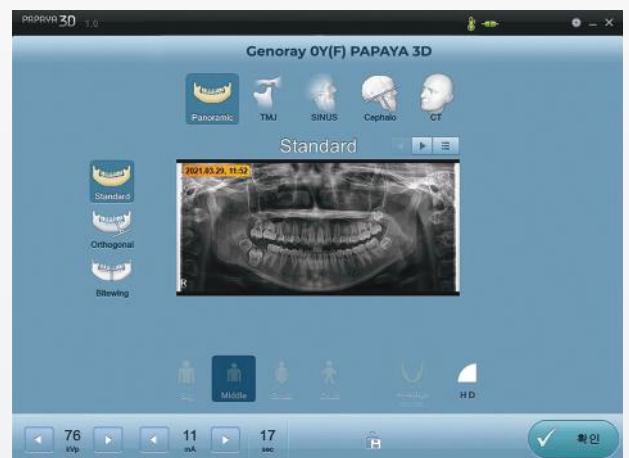 PAPAYA 3D 1.0
Genoray 0Y(F) PAPAYA 3D
Panoramic TMJ SINUS Cephalo CT
Standard
2021.03.29, 11:52
Standard
Orthogonal
Bitewing
R
Middle HD
76 11 17
kVp mA sec
확인